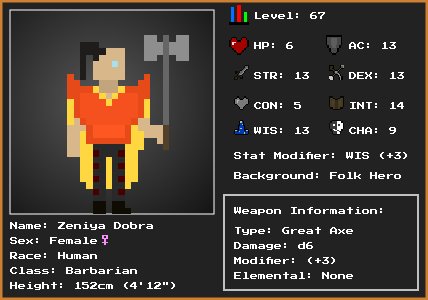 Level: 67
HP: 6 AC: 13
STR: 13 DEX: 13
CON: 5 INT: 14
WIS: 13 CHA: 9
Stat Modifier: WIS (+3)
Background: Folk Hero
Name: Zeniya Dobra
Sex: Female♀
Race: Human
Class: Barbarian
Height: 152cm (4'12")
Weapon Information:
Type: Great Axe
Damage: d6
Modifier: (+3)
Elemental: None